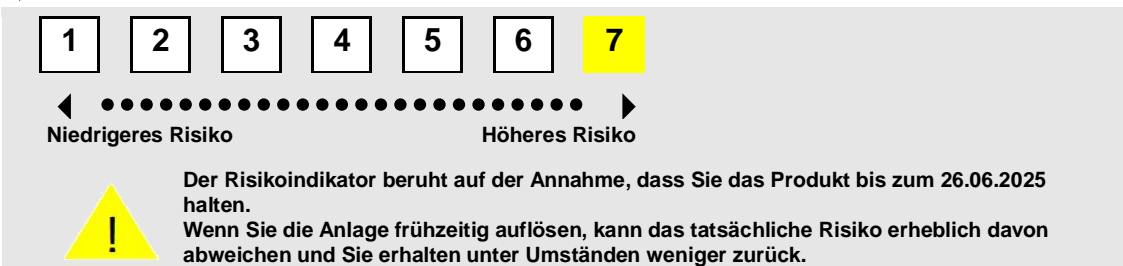 1 2 3 4 5 6 7
Niedrigeres Risiko Höheres Risiko
Der Risikoindikator beruht auf der Annahme, dass Sie das Produkt bis zum 26.06.2025
halten.
Wenn Sie die Anlage frühzeitig auflösen, kann das tatsächliche Risiko erheblich davon
abweichen und Sie erhalten unter Umständen weniger zurück.
!